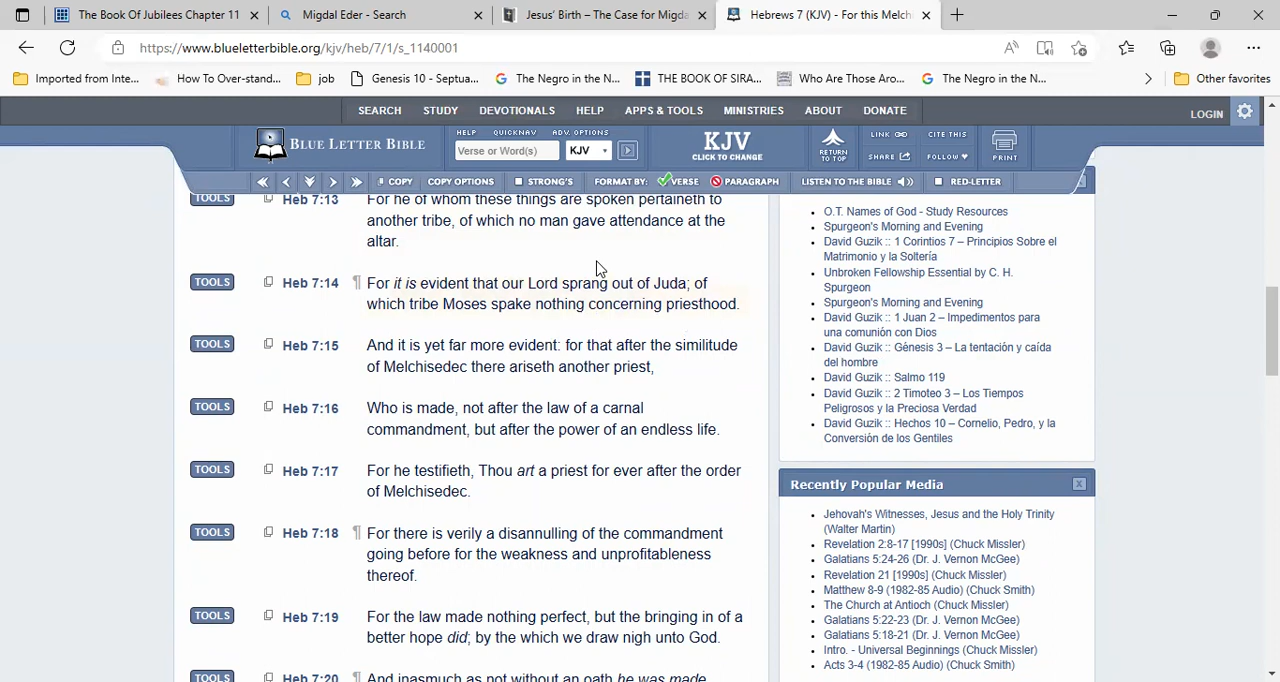 The Book Of Jubilees Chapter 11
Migdal Eder - Search
Jesus' Birth – The Case for Migda
Hebrews 7 (KJV) - For this Melch
https://www.blueletterbible.org/kjv/heb/7/1/s_1140001
Imported from Inte...
How To Over-stand...
job
Genesis 10 - Septua...
The Negro in the N...
THE BOOK OF SIRA...
Who Are Those Aro...
The Negro in the N...
Other favorites
SEARCH
STUDY
DEVOTIONALS
HELP
APPS & TOOLS
MINISTRIES
ABOUT
DONATE
LOGIN
BLUE LETTER BIBLE
HELP
QUICKNAV
ADV. OPTIONS
Verse or Word(s)
KJV
KJV
CLICK TO CHANGE
RETURN
TO TOP
LINK
CITE THIS
SHARE
FOLLOW
PRINT
COPY
COPY OPTIONS
STRONG'S
FORMAT BY:
VERSE
PARAGRAPH
LISTEN TO THE BIBLE
RED-LETTER
TOOLS
Heb 7:13
For he of whom these things are spoken pertaineth to
another tribe, of which no man gave attendance at the
altar.
TOOLS
Heb 7:14
¶ For it is evident that our Lord sprang out of Juda; of
which tribe Moses spake nothing concerning priesthood.
TOOLS
Heb 7:15
And it is yet far more evident: for that after the similitude
of Melchisedec there ariseth another priest,
TOOLS
Heb 7:16
Who is made, not after the law of a carnal
commandment, but after the power of an endless life.
TOOLS
Heb 7:17
For he testifieth, Thou art a priest for ever after the order
of Melchisedec.
TOOLS
Heb 7:18
¶ For there is verily a disannulling of the commandment
going before for the weakness and unprofitableness
thereof.
TOOLS
Heb 7:19
For the law made nothing perfect, but the bringing in of a
better hope did; by the which we draw nigh unto God.
TOOLS
Heb 7:20
¶ And inasmuch as not without an oath he was made
O.T. Names of God - Study Resources
Spurgeon's Morning and Evening
David Guzik :: 1 Corintios 7 – Principios Sobre el
Matrimonio y la Soltería
Unbroken Fellowship Essential by C. H.
Spurgeon
Spurgeon's Morning and Evening
David Guzik :: 1 Juan 2 – Impedimentos para
una comunión con Dios
David Guzik :: Génesis 3 – La tentación y caída
del hombre
David Guzik :: Salmo 119
David Guzik :: 2 Timoteo 3 – Los Tiempos
Peligrosos y la Preciosa Verdad
David Guzik :: Hechos 10 – Cornelio, Pedro, y la
Conversión de los Gentiles
Recently Popular Media
Jehovah's Witnesses, Jesus and the Holy Trinity
(Walter Martin)
Revelation 2:8-17 [1990s] (Chuck Missler)
Galatians 5:24-26 (Dr. J. Vernon McGee)
Revelation 21 [1990s] (Chuck Missler)
Matthew 8-9 (1982-85 Audio) (Chuck Smith)
The Church at Antioch (Chuck Missler)
Galatians 5:22-23 (Dr. J. Vernon McGee)
Galatians 5:18-21 (Dr. J. Vernon McGee)
Intro. - Universal Beginnings (Chuck Missler)
Acts 3-4 (1982-85 Audio) (Chuck Smith)